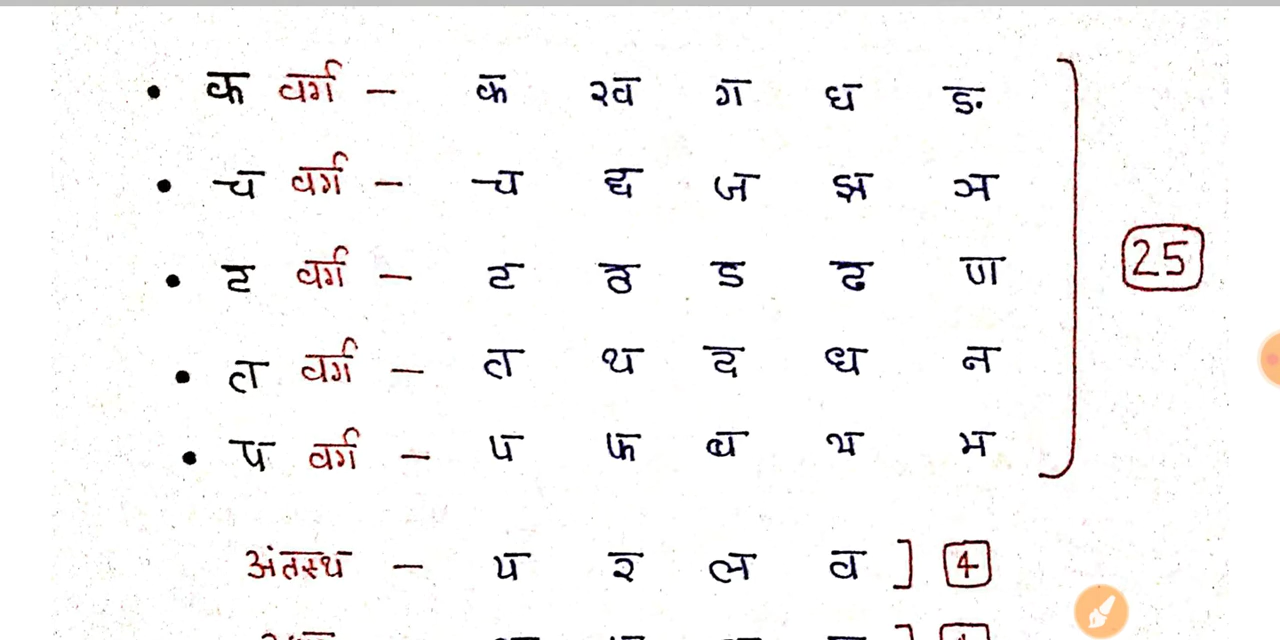 • क वर्ग - क ख ग घ ङ
• च वर्ग - च छ ज झ ञ
• ट वर्ग - ट ठ ड ढ ण
• त वर्ग - त थ द ध न
• प वर्ग - प फ ब भ म
25
अंतस्थ - य र ल व ] 4